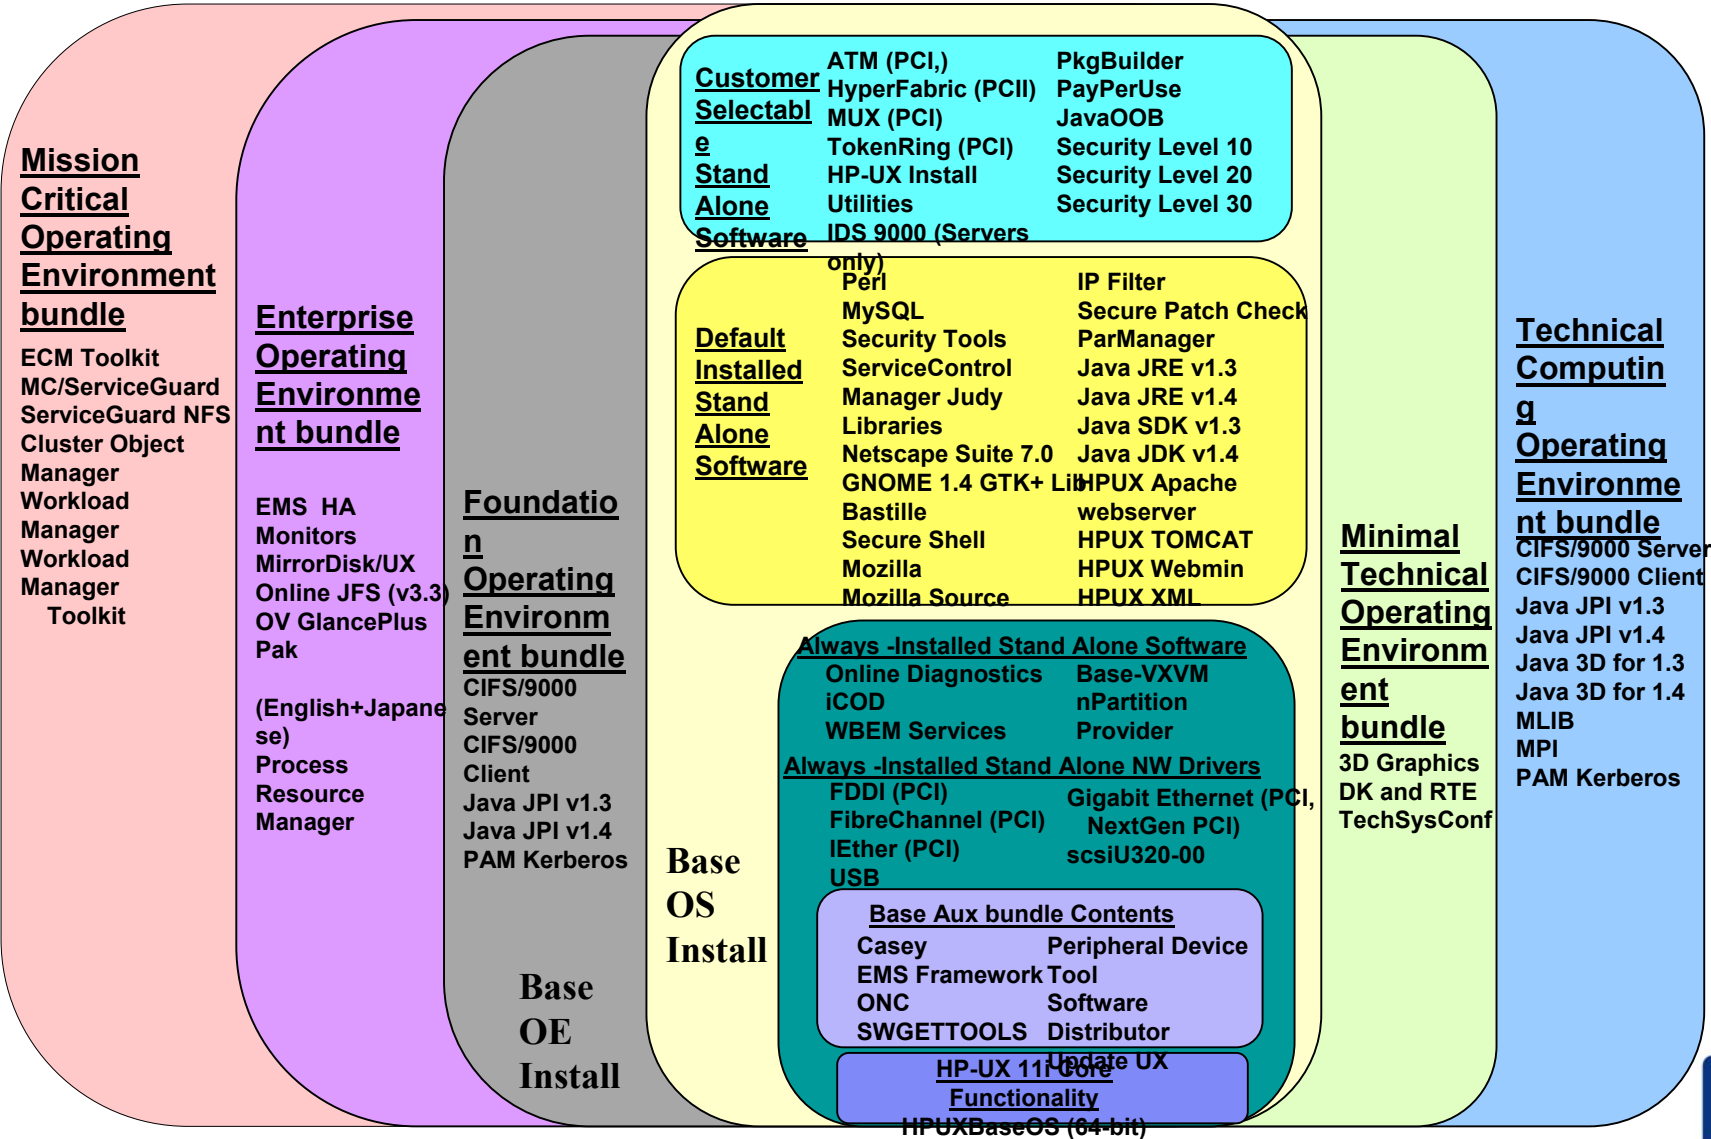 Mission
Critical
Operating
Environment
bundle
ECM Toolkit
MC/ServiceGuard
ServiceGuard NFS
Cluster Object
Manager
Workload
Manager
Workload
Manager
Toolkit
Enterprise
Operating
Environme
nt bundle
EMS  HA
Monitors
MirrorDisk/UX
Online JFS (v3.3)
OV GlancePlus
Pak
(English+Japane
se)
Process
Resource
Manager
Foundatio
n
Operating
Environm
ent bundle
CIFS/9000
Server
CIFS/9000
Client
Java JPI v1.3
Java JPI v1.4
PAM Kerberos
Base
OE
Install
Base
OS
Install
Customer
Selectabl
e
Stand
Alone
Software
ATM (PCI,)
HyperFabric (PCII)
MUX (PCI)
TokenRing (PCI)
HP-UX Install
Utilities
IDS 9000 (Servers
only)
PkgBuilder
PayPerUse
JavaOOB
Security Level 10
Security Level 20
Security Level 30
Default
Installed
Stand
Alone
Software
Perl
MySQL
Security Tools
ServiceControl
Manager Judy
Libraries
Netscape Suite 7.0
GNOME 1.4 GTK+ Lib
Bastille
Secure Shell
Mozilla
Mozilla Source
IP Filter
Secure Patch Check
ParManager
Java JRE v1.3
Java JRE v1.4
Java SDK v1.3
Java JDK v1.4
HPUX Apache
webserver
HPUX TOMCAT
HPUX Webmin
HPUX XML
Always -Installed Stand Alone Software
Online Diagnostics
iCOD
WBEM Services
Base-VXVM
nPartition
Provider
Always -Installed Stand Alone NW Drivers
FDDI (PCI)
FibreChannel (PCI)
IEther (PCI)
USB
Gigabit Ethernet (PCI,
NextGen PCI)
scsiU320-00
Base Aux bundle Contents
Casey
EMS Framework
ONC
SWGETTOOLS
Peripheral Device
Tool
Software
Distributor
Update UX
HP-UX 11i Core
Functionality
HPUXBaseOS (64-bit)
Minimal
Technical
Operating
Environm
ent
bundle
3D Graphics
DK and RTE
TechSysConf
Technical
Computin
g
Operating
Environme
nt bundle
CIFS/9000 Server
CIFS/9000 Client
Java JPI v1.3
Java JPI v1.4
Java 3D for 1.3
Java 3D for 1.4
MLIB
MPI
PAM Kerberos